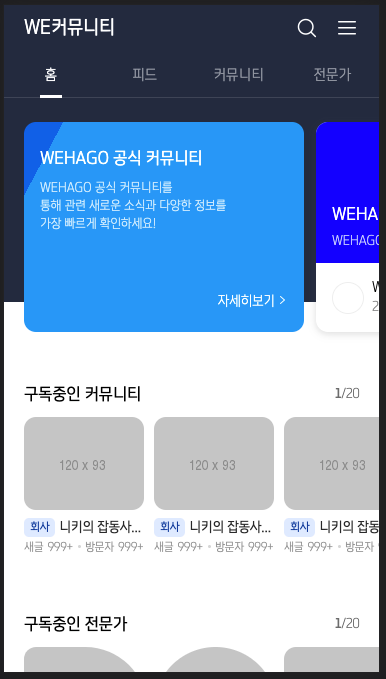 WE커뮤니티
홈 피드 커뮤니티 전문가
WEHAGO 공식 커뮤니티
WEHAGO 공식 커뮤니티를
통해 관련 새로운 소식과 다양한 정보를
가장 빠르게 확인하세요!
자세히보기 >
WEHA
WEHAG
W
2
구독중인 커뮤니티 1/20
120 x 93 120 x 93 120 x 93
회사 니키의 잡동사... 회사 니키의 잡동사... 회사 니키의 잡동
새글 999+ • 방문자 999+ 새글 999+ • 방문자 999+ 새글 999+ • 방문자
구독중인 전문가 1/20